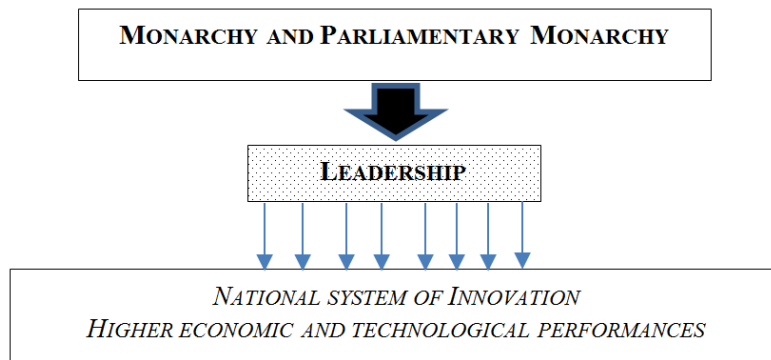 MONARCHY AND PARLIAMENTARY MONARCHY
LEADERSHIP
NATIONAL SYSTEM OF INNOVATION
HIGHER ECONOMIC AND TECHNOLOGICAL PERFORMANCES